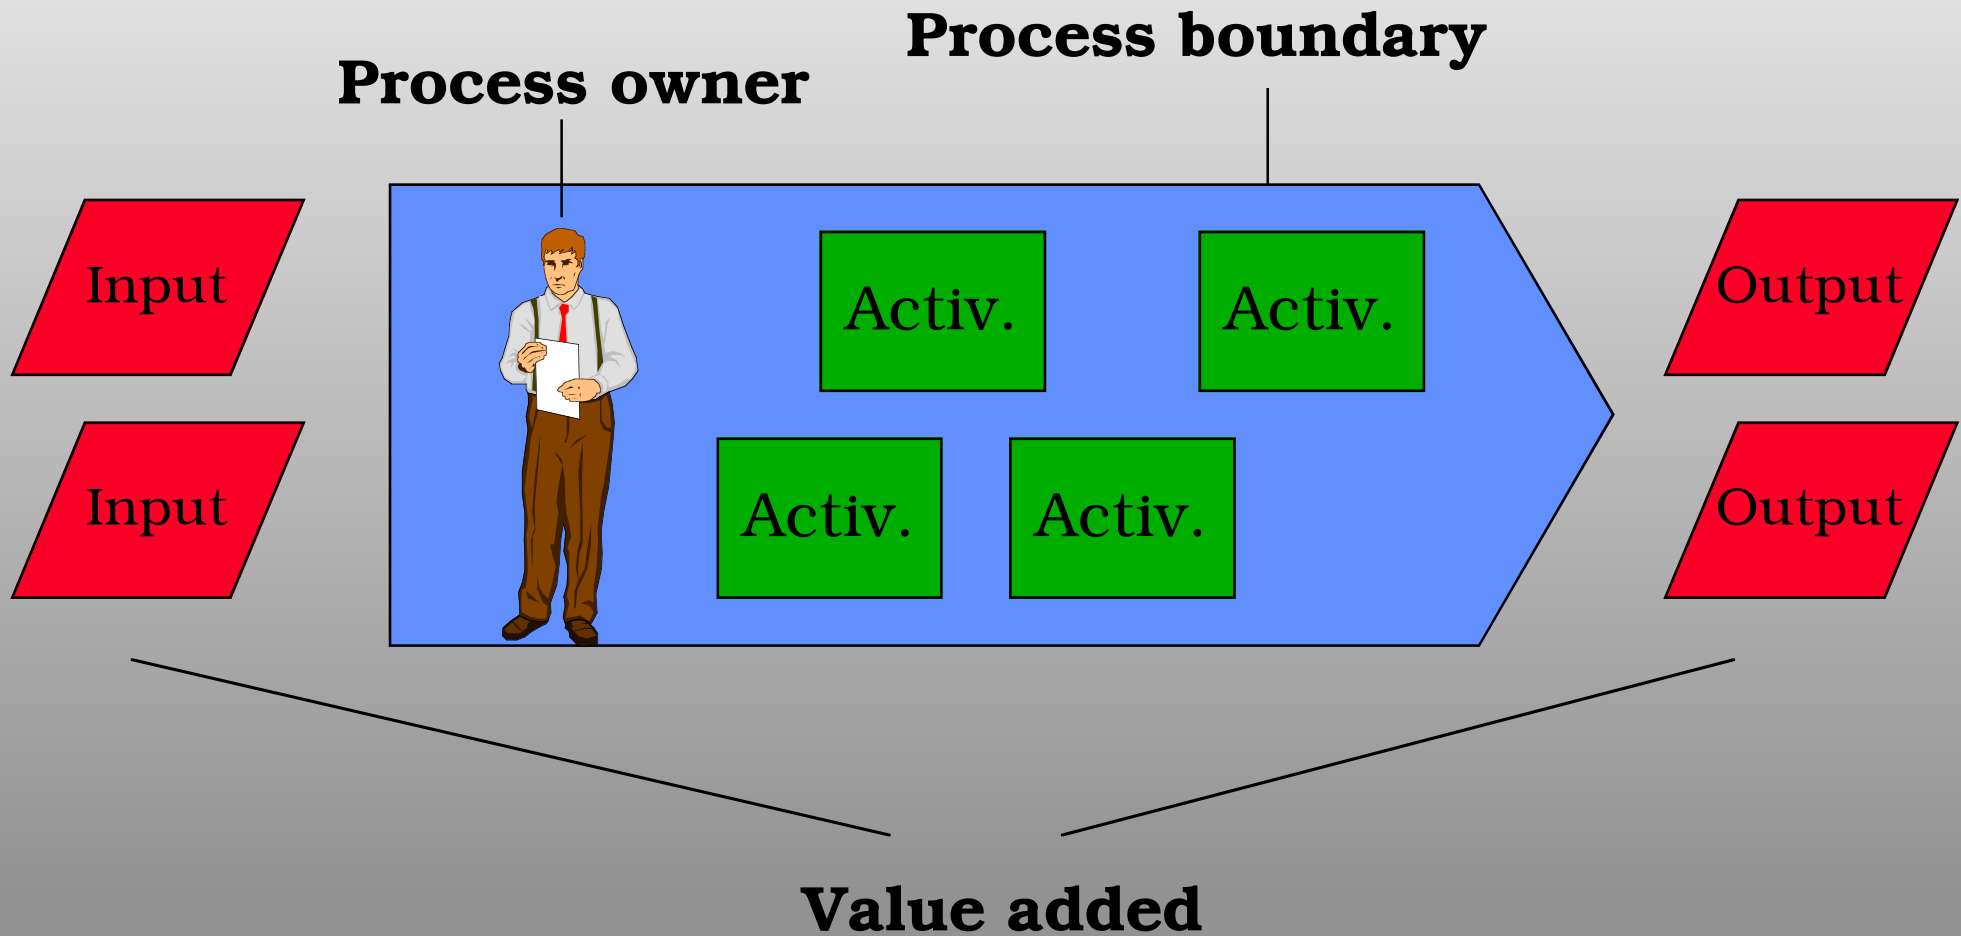 Process boundary
Process owner
Input
Activ.
Activ.
Output
Input
Activ.
Activ.
Output
Value added